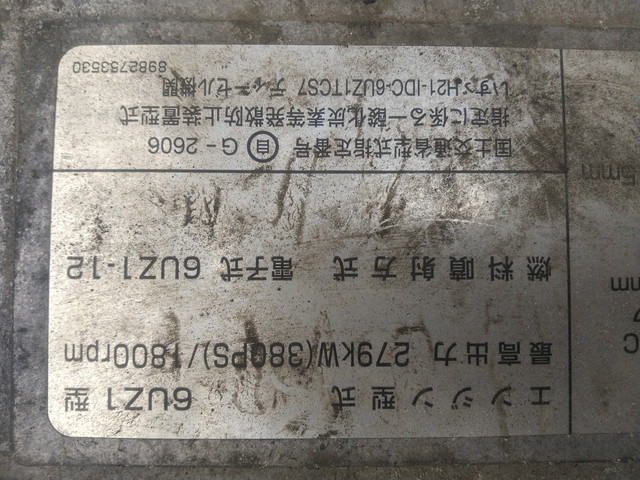 エンジン型式 6UZ1型
最高出力 279kW(380PS)/1800rpm
燃料噴射方式 電子式 6UZ1-12
国土交通省型式指定番号 自 G-2606
指定に係る一酸化炭素等発散防止装置型式
いすゞH21-IDC-6UZ1TCS7 ディーゼル機関
8982793530